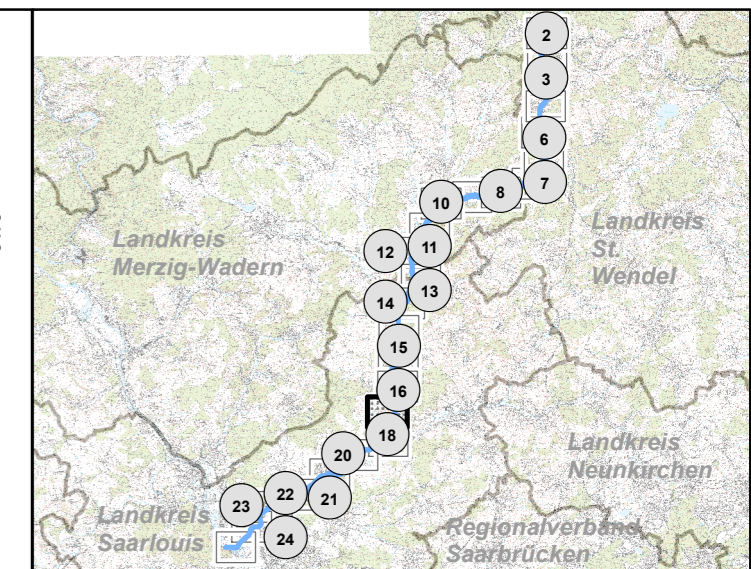 2
3
6
7
8
10
11
12
13
14
15
16
18
20
21
22
23
24
Landkreis
Merzig-Wadern
Landkreis
St.
Wendel
Landkreis
Neunkirchen
Landkreis
Saarlouis
Regionalverband
Saarbrücken